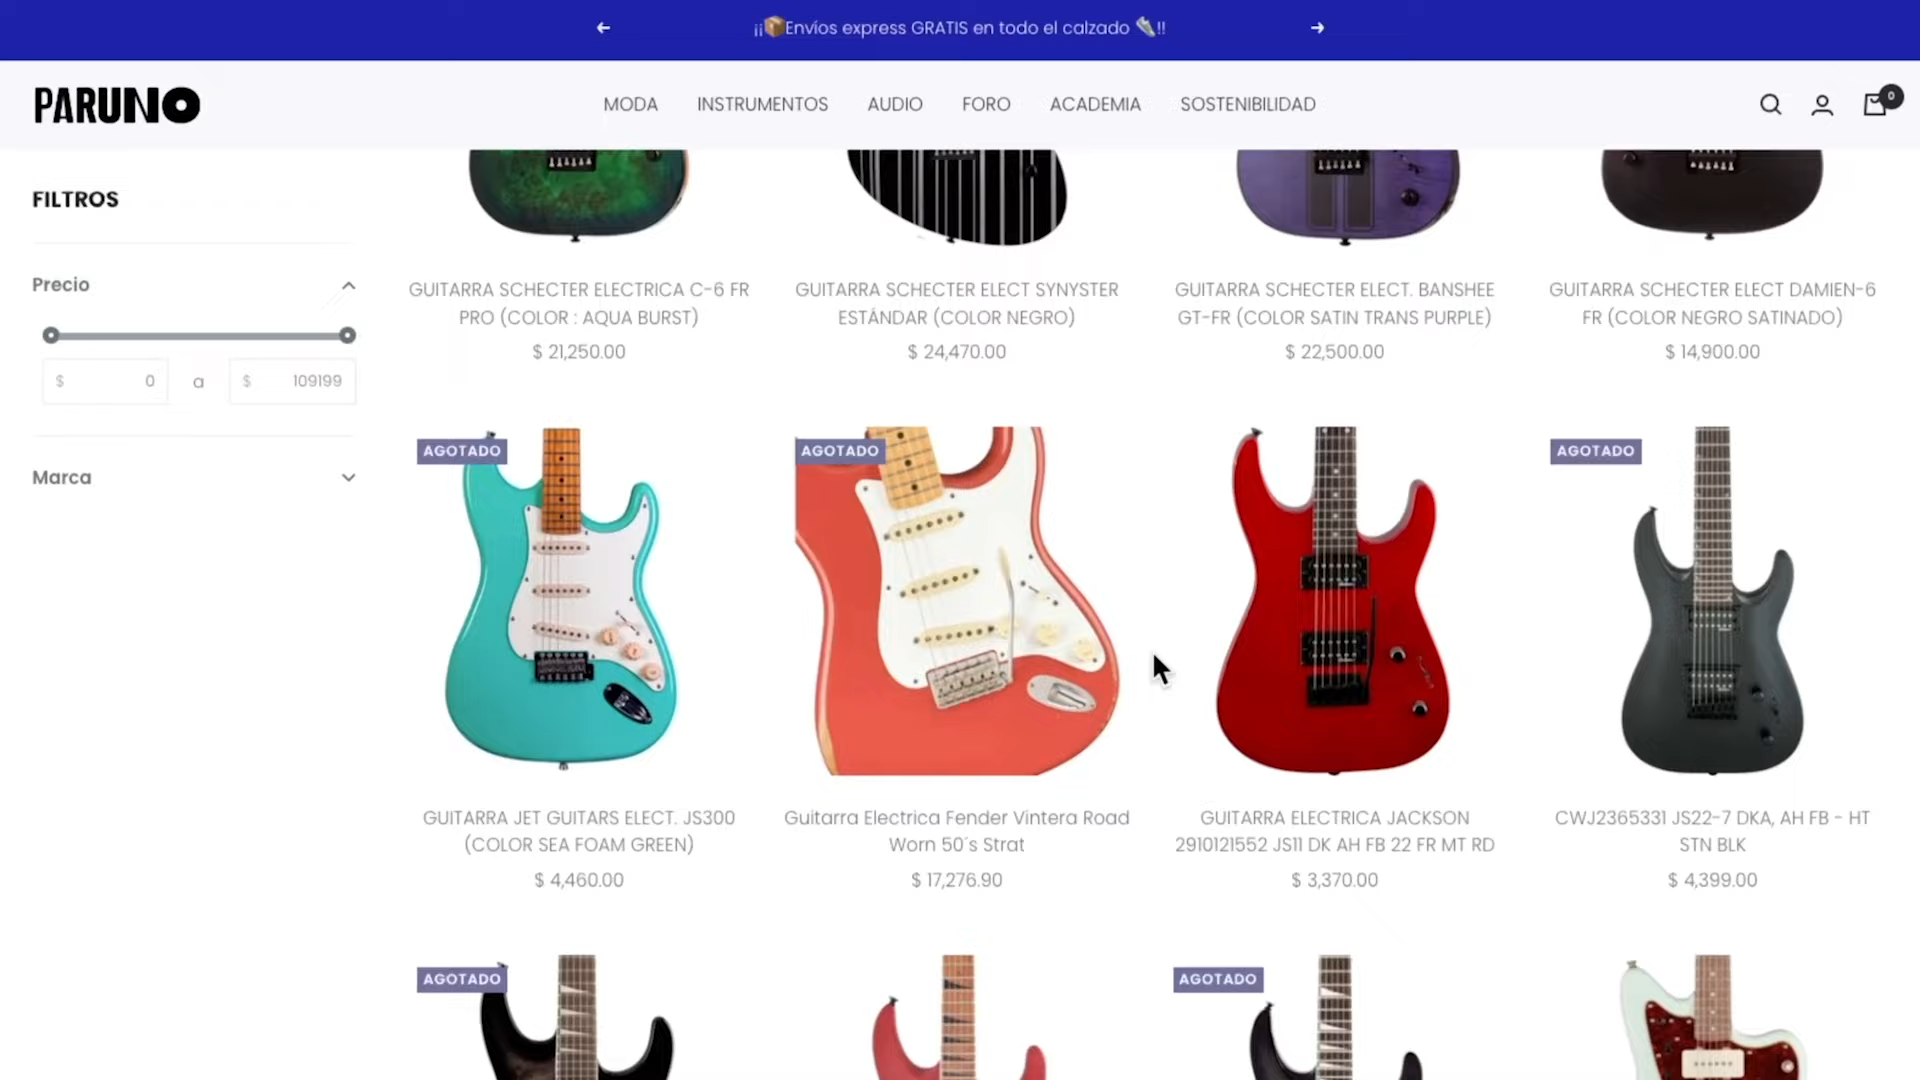 ¡¡📦Envíos express GRATIS en todo el calzado 👟!!
PARUNO
MODA
INSTRUMENTOS
AUDIO
FORO
ACADEMIA
SOSTENIBILIDAD
0
FILTROS
Precio
$ 0 a $ 109199
Marca
GUITARRA SCHECTER ELECTRICA C-6 FR
PRO (COLOR : AQUA BURST)
$ 21,250.00
GUITARRA SCHECTER ELECT SYNYSTER
ESTÁNDAR (COLOR NEGRO)
$ 24,470.00
GUITARRA SCHECTER ELECT. BANSHEE
GT-FR (COLOR SATIN TRANS PURPLE)
$ 22,500.00
GUITARRA SCHECTER ELECT DAMIEN-6
FR (COLOR NEGRO SATINADO)
$ 14,900.00
AGOTADO
GUITARRA JET GUITARS ELECT. JS300
(COLOR SEA FOAM GREEN)
$ 4,460.00
AGOTADO
Guitarra Electrica Fender Vintera Road
Worn 50´s Strat
$ 17,276.90
GUITARRA ELECTRICA JACKSON
2910121552 JS11 DK AH FB 22 FR MT RD
$ 3,370.00
AGOTADO
CWJ2365331 JS22-7 DKA, AH FB - HT
STN BLK
$ 4,399.00
AGOTADO
AGOTADO